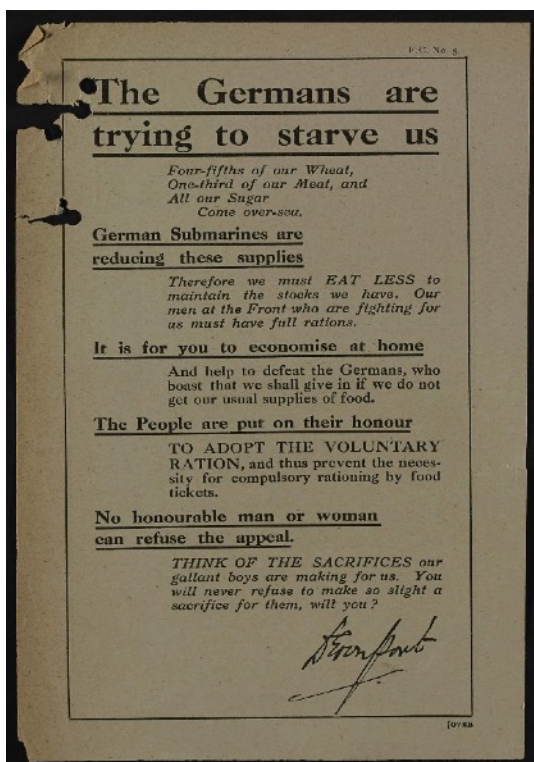 F.C. No. 5.
The Germans are
trying to starve us
Four-fifths of our Wheat,
One-third of our Meat, and
All our Sugar
Come over-sea.
German Submarines are
reducing these supplies
Therefore we must EAT LESS to
maintain the stocks we have. Our
men at the Front who are fighting for
us must have full rations.
It is for you to economise at home
And help to defeat the Germans, who
boast that we shall give in if we do not
get our usual supplies of food.
The People are put on their honour
TO ADOPT THE VOLUNTARY
RATION, and thus prevent the neces-
sity for compulsory rationing by food
tickets.
No honourable man or woman
can refuse the appeal.
THINK OF THE SACRIFICES our
gallant boys are making for us. You
will never refuse to make so slight a
sacrifice for them, will you?
Devonport
[OVER